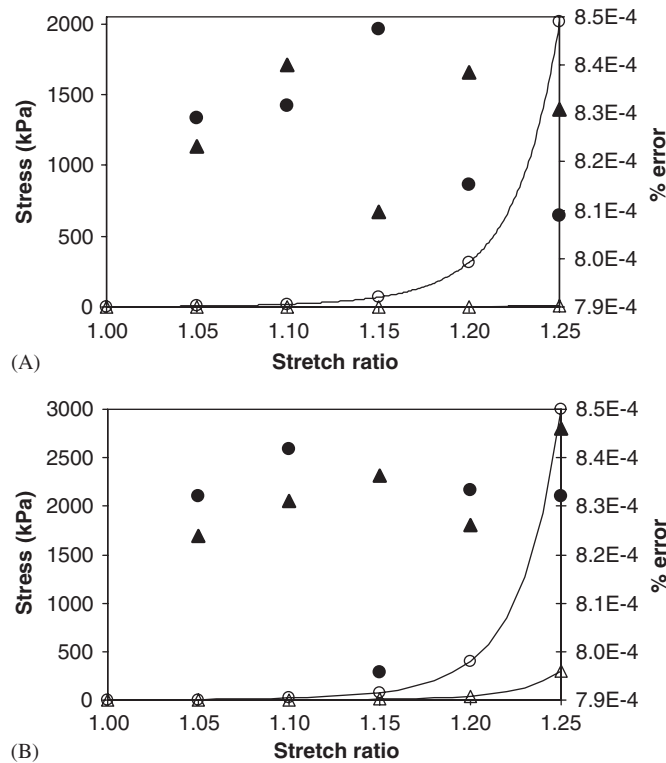 Stress (kPa)
2000
1500
1000
500
0
8.5E-4
8.4E-4
8.3E-4
8.2E-4
8.1E-4
8.0E-4
7.9E-4
% error
1.00 1.05 1.10 1.15 1.20 1.25
Stretch ratio
(A)
Stress (kPa)
3000
2500
2000
1500
1000
500
0
8.5E-4
8.4E-4
8.3E-4
8.2E-4
8.1E-4
8.0E-4
7.9E-4
% error
1.00 1.05 1.10 1.15 1.20 1.25
Stretch ratio
(B)